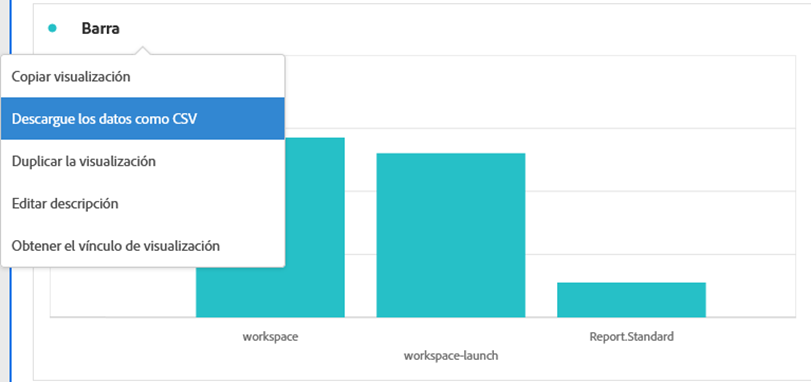 Barra
Copiar visualización
Descargue los datos como CSV
Duplicar la visualización
Editar descripción
Obtener el vínculo de visualización
workspace
workspace-launch
Report.Standard